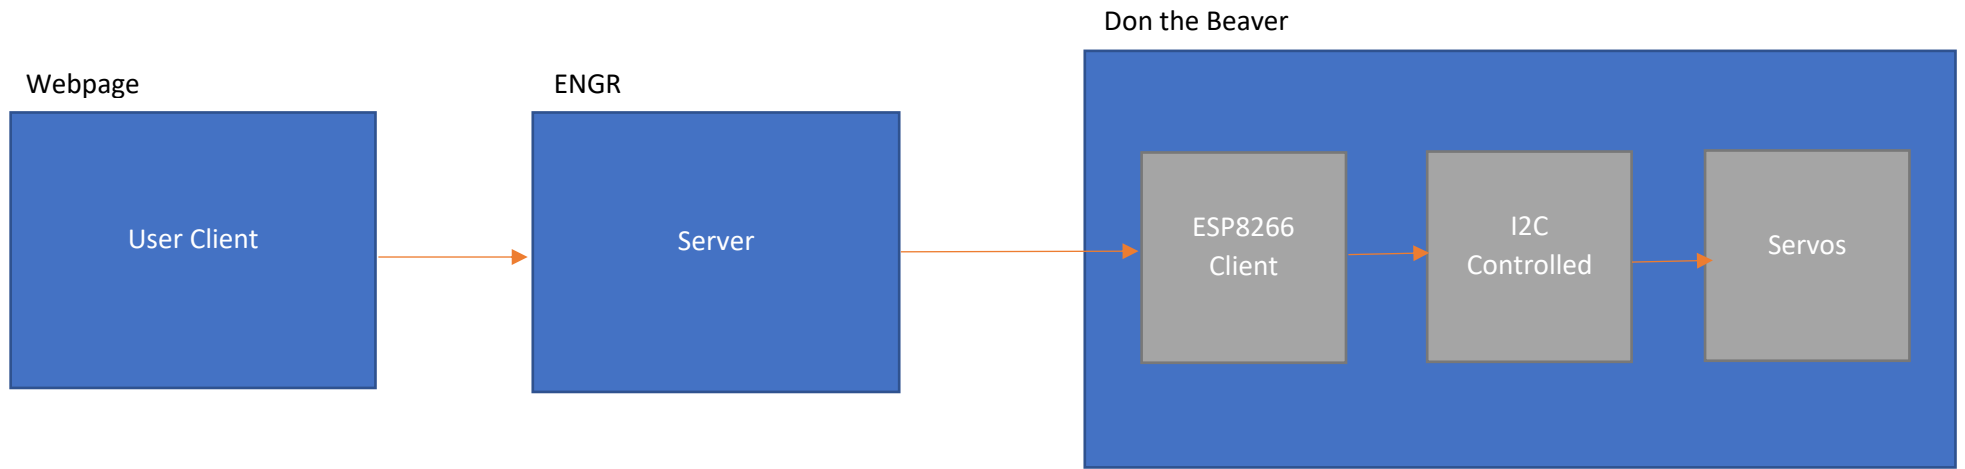 Don the Beaver
Webpage
ENGR
User Client
Server
ESP8266
Client
I2C
Controlled
Servos